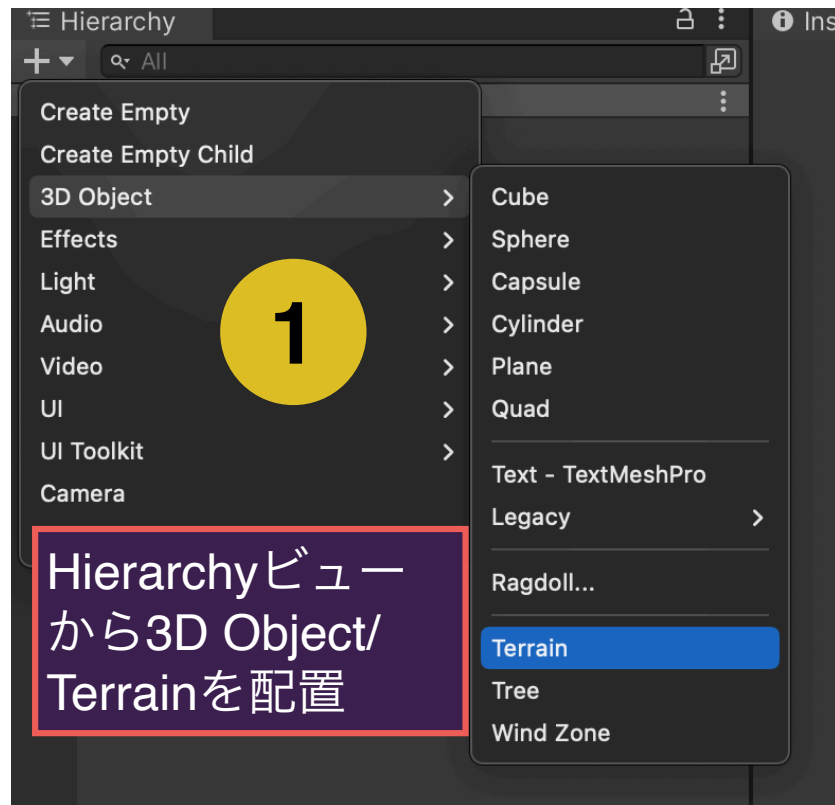 Hierarchy
Ins
All
Create Empty
Create Empty Child
3D Object
Effects
Light
Audio
Video
UI
UI Toolkit
Camera
1
Hierarchyビュー
から3D Object/
Terrainを配置
Cube
Sphere
Capsule
Cylinder
Plane
Quad
Text - TextMeshPro
Legacy
Ragdoll...
Terrain
Tree
Wind Zone